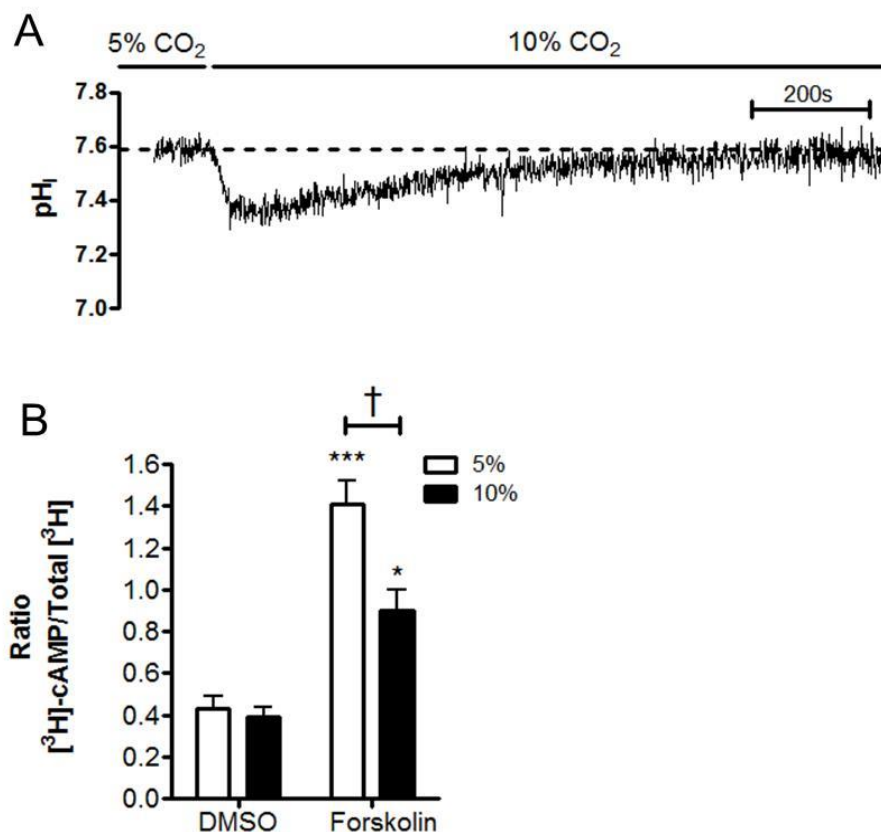 A
5% CO₂
10% CO₂
200s
7.8
7.6
7.4
7.2
7.0
pHᵢ
B
†
5%
10%
***
*
1.6
1.4
1.2
1.0
0.8
0.6
0.4
0.2
0.0
Ratio
[³H]-cAMP/Total [³H]
DMSO
Forskolin